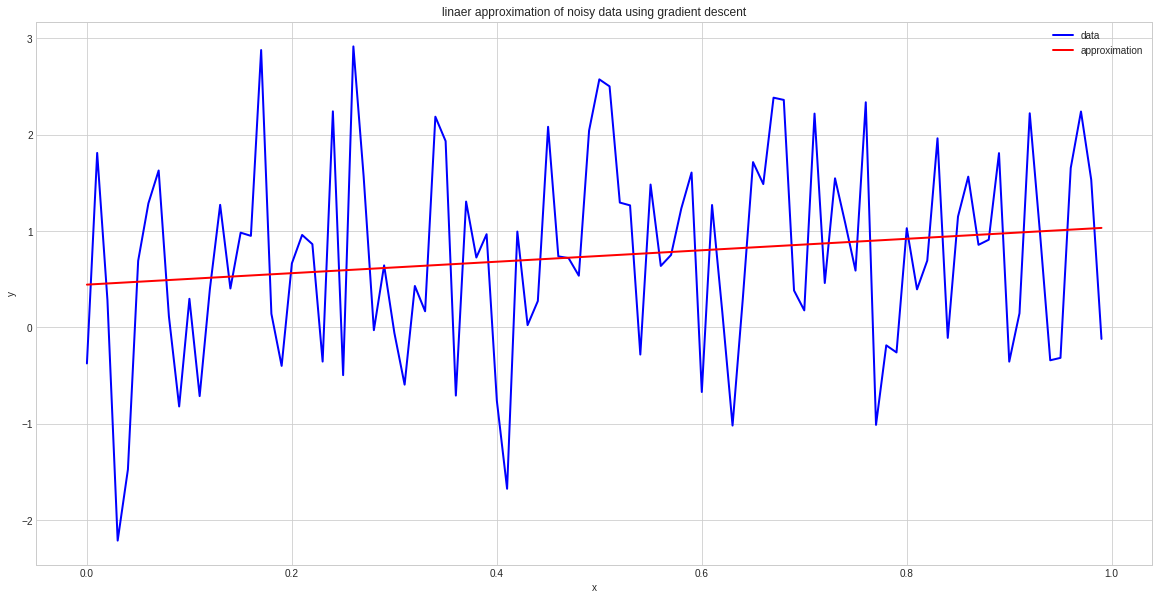 linaer approximation of noisy data using gradient descent
data
approximation
3
2
1
0
−1
−2
y
0.0 0.2 0.4 0.6 0.8 1.0
x